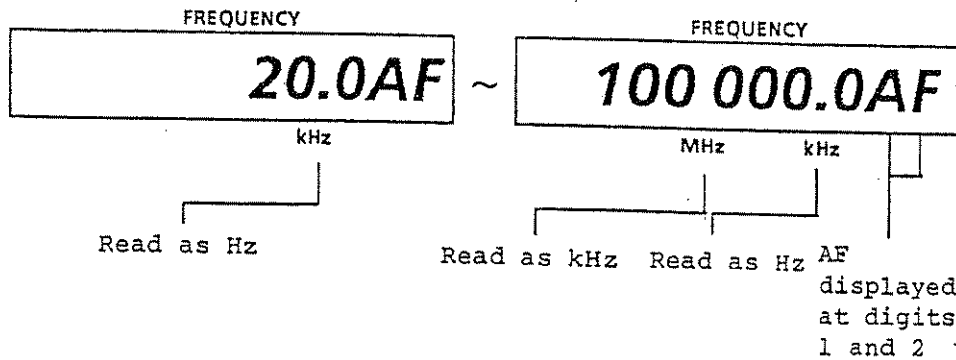 FREQUENCY
20.0AF
kHz
Read as Hz
~
FREQUENCY
100 000.0AF
MHz kHz
Read as kHz Read as Hz
AF
displayed
at digits
1 and 2